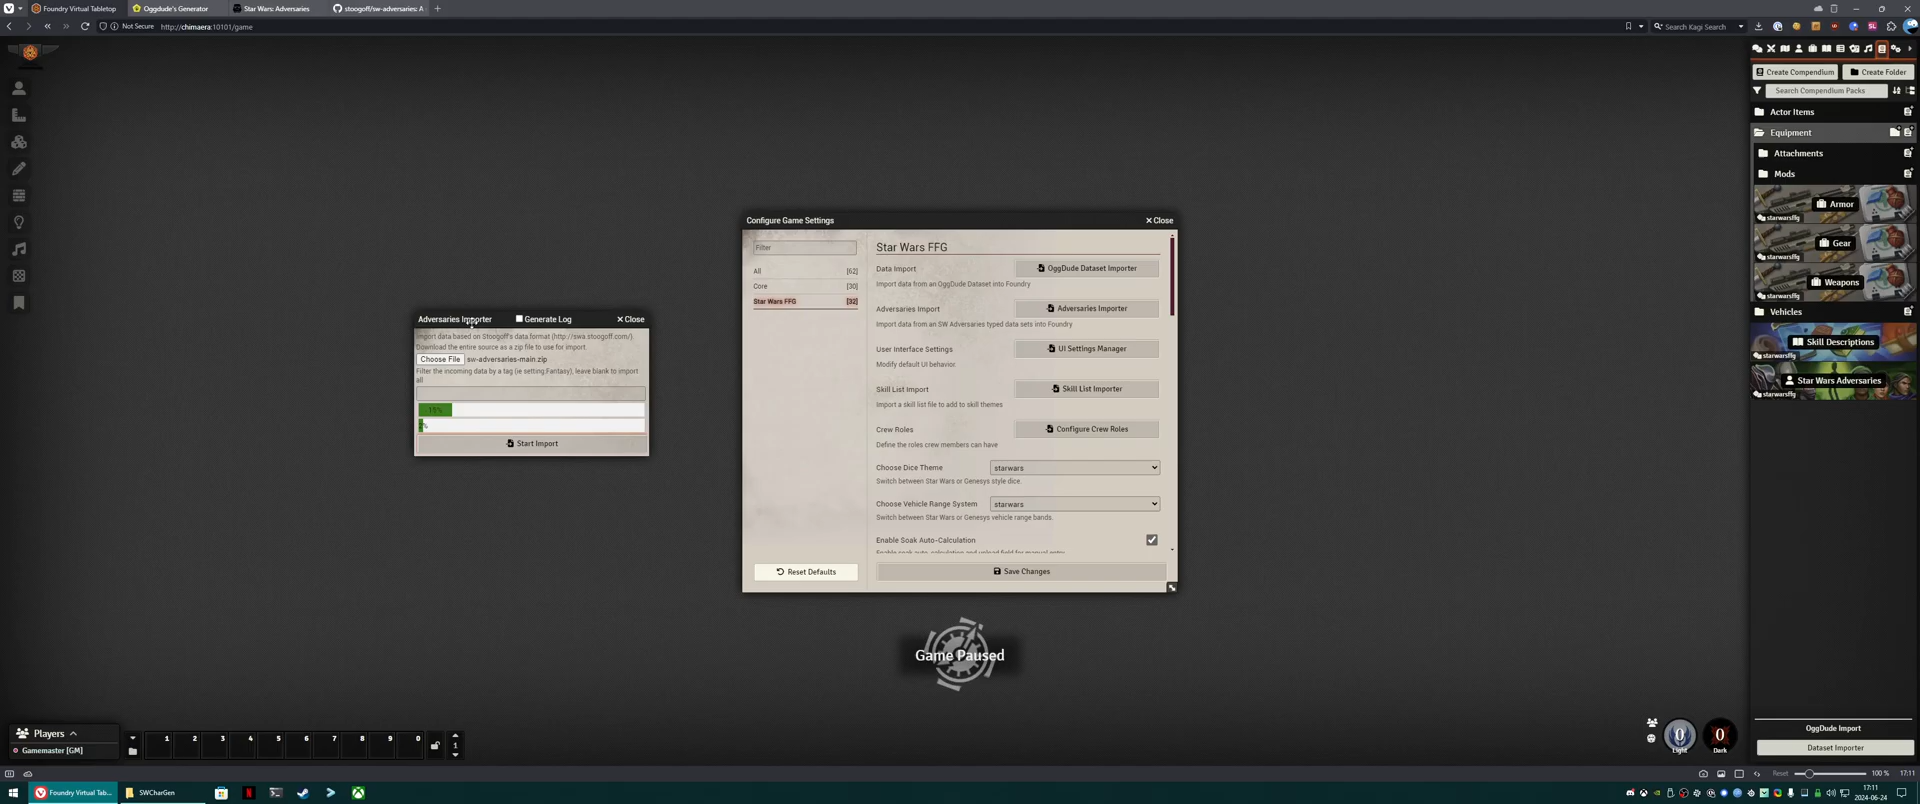 Foundry Virtual Tabletop
Oggdude's Generator
Star Wars: Adversaries
stoogoff/sw-adversaries: A
Not Secure
http://chimaera:10101/game
Search Kagi Search
Create Compendium
Create Folder
Search Compendium Packs
Actor Items
Equipment
Attachments
Mods
Armor
starwarsffg
Gear
starwarsffg
Weapons
starwarsffg
Vehicles
Skill Descriptions
starwarsffg
Star Wars Adversaries
starwarsffg
Configure Game Settings
Close
Filter
All [62]
Core [30]
Star Wars FFG [32]
Reset Defaults
Star Wars FFG
Data Import
OggDude Dataset Importer
Import data from an OggDude Dataset into Foundry
Adversaries Import
Adversaries Importer
Import data from an SW Adversaries typed data sets into Foundry
User Interface Settings
UI Settings Manager
Modify default UI behavior.
Skill List Import
Skill List Importer
Import a skill list file to add to skill themes
Crew Roles
Configure Crew Roles
Define the roles crew members can have
Choose Dice Theme
starwars
Switch between Star Wars or Genesys style dice.
Choose Vehicle Range System
starwars
Switch between Star Wars or Genesys vehicle range bands.
Enable Soak Auto-Calculation
Save Changes
Adversaries Importer
Generate Log
Close
Import data based on Stoogoff's data format (http://swa.stoogoff.com/).
Download the entire source as a zip file to use for import.
Choose File
sw-adversaries-main.zip
Filter the incoming data by a tag (ie setting:Fantasy), leave blank to import
all
15%
Start Import
Game Paused
Players
Gamemaster [GM]
1 2 3 4 5 6 7 8 9 0
1
0
Light
0
Dark
OggDude Import
Dataset Importer
Reset
100 %
17:11
Foundry Virtual Tab...
SWCharGen
17:11
2024-06-24